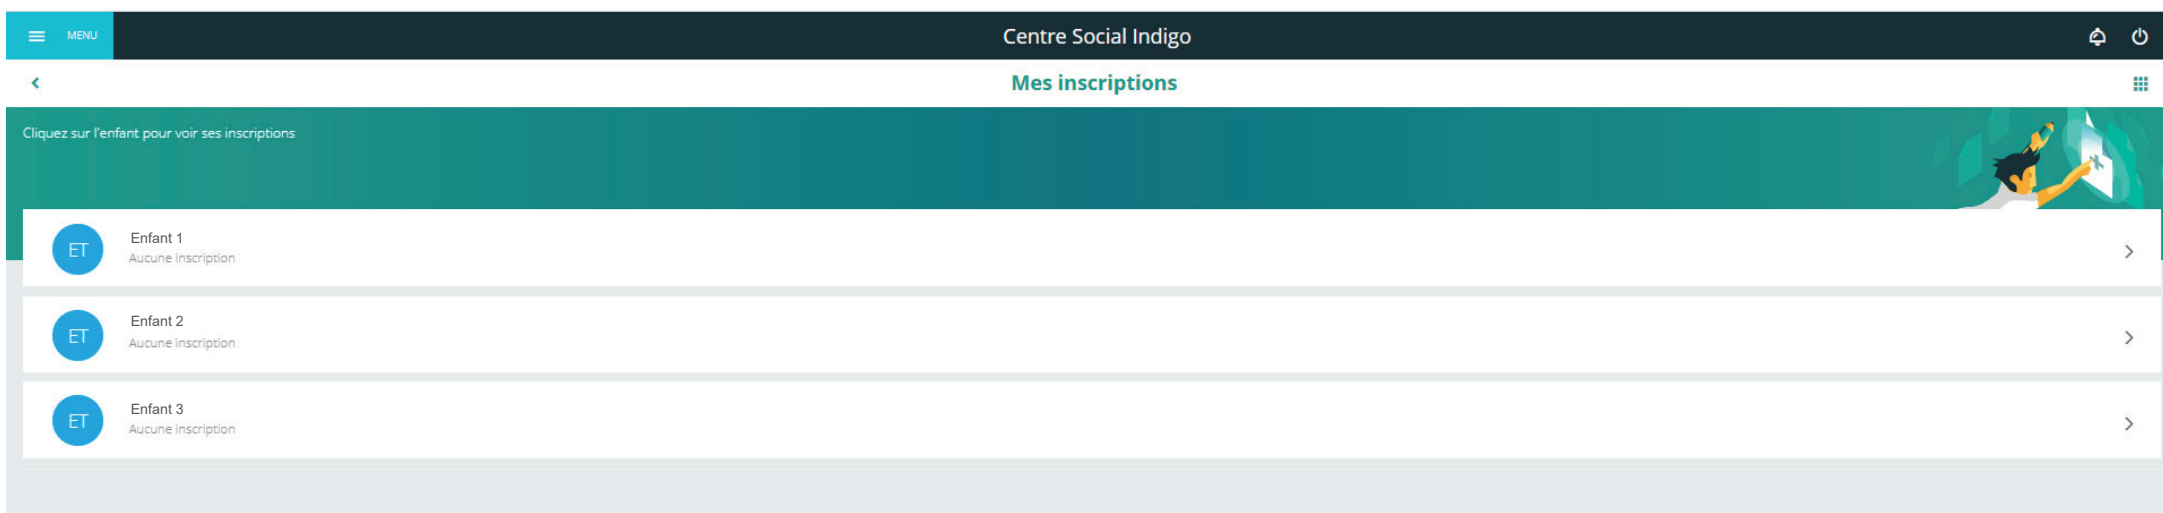 MENU
Centre Social Indigo
Mes inscriptions
Cliquez sur l'enfant pour voir ses inscriptions
ET
Enfant 1
Aucune inscription
ET
Enfant 2
Aucune inscription
ET
Enfant 3
Aucune inscription